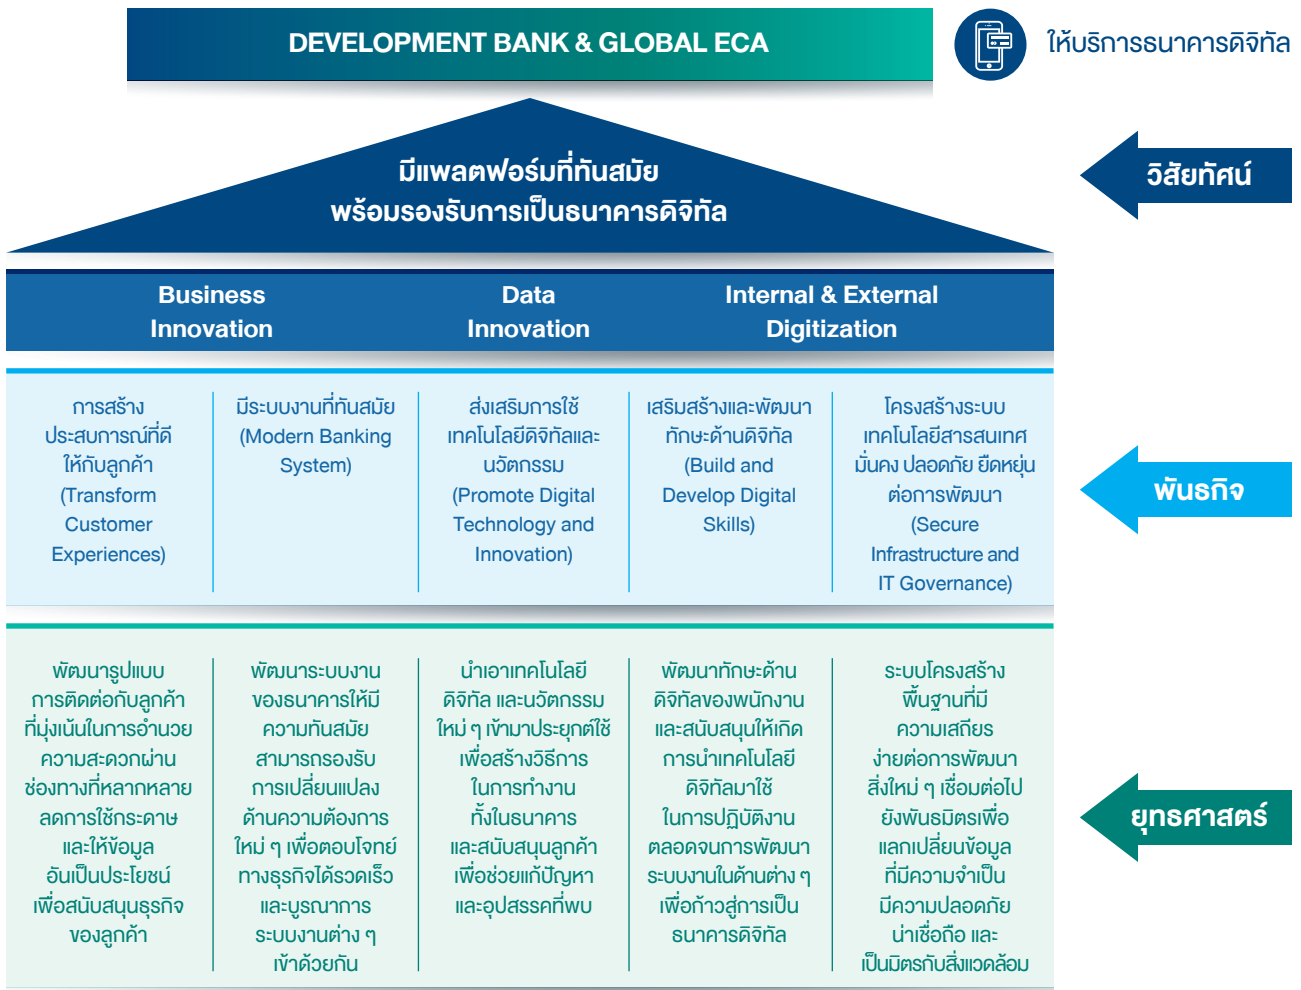 DEVELOPMENT BANK & GLOBAL ECA
ให้บริการธนาคารดิจิทัล
มีแพลตฟอร์มที่ทันสมัย
พร้อมรองรับการเป็นธนาคารดิจิทัล
วิสัยทัศน์
Business
Innovation
Data
Innovation
Internal & External
Digitization
การสร้าง
ประสบการณ์ที่ดี
ให้กับลูกค้า
(Transform
Customer
Experiences)
มีระบบงานที่ทันสมัย
(Modern Banking
System)
ส่งเสริมการใช้
เทคโนโลยีดิจิทัลและ
นวัตกรรม
(Promote Digital
Technology and
Innovation)
เสริมสร้างและพัฒนา
ทักษะด้านดิจิทัล
(Build and
Develop Digital
Skills)
โครงสร้างระบบ
เทคโนโลยีสารสนเทศ
มั่นคง ปลอดภัย ยืดหยุ่น
ต่อการพัฒนา
(Secure
Infrastructure and
IT Governance)
พันธกิจ
พัฒนารูปแบบ
การติดต่อกับลูกค้า
ที่มุ่งเน้นในการอำนวย
ความสะดวกผ่าน
ช่องทางที่หลากหลาย
ลดการใช้กระดาษ
และให้ข้อมูล
อันเป็นประโยชน์
เพื่อสนับสนุนธุรกิจ
ของลูกค้า
พัฒนาระบบงาน
ของธนาคารให้มี
ความทันสมัย
สามารถรองรับ
การเปลี่ยนแปลง
ด้านความต้องการ
ใหม่ ๆ เพื่อตอบโจทย์
ทางธุรกิจได้รวดเร็ว
และบูรณาการ
ระบบงานต่าง ๆ
เข้าด้วยกัน
นำเอาเทคโนโลยี
ดิจิทัล และนวัตกรรม
ใหม่ ๆ เข้ามาประยุกต์ใช้
เพื่อสร้างวิธีการ
ในการทำงาน
ทั้งในธนาคาร
และสนับสนุนลูกค้า
เพื่อช่วยแก้ปัญหา
และอุปสรรคที่พบ
พัฒนาทักษะด้าน
ดิจิทัลของพนักงาน
และสนับสนุนให้เกิด
การนำเทคโนโลยี
ดิจิทัลมาใช้
ในการปฏิบัติงาน
ตลอดจนการพัฒนา
ระบบงานในด้านต่าง ๆ
เพื่อก้าวสู่การเป็น
ธนาคารดิจิทัล
ระบบโครงสร้าง
พื้นฐานที่มี
ความเสถียร
ง่ายต่อการพัฒนา
สิ่งใหม่ ๆ เชื่อมต่อไป
ยังพันธมิตรเพื่อ
แลกเปลี่ยนข้อมูล
ที่มีความจำเป็น
มีความปลอดภัย
น่าเชื่อถือ และ
เป็นมิตรกับสิ่งแวดล้อม
ยุทธศาสตร์